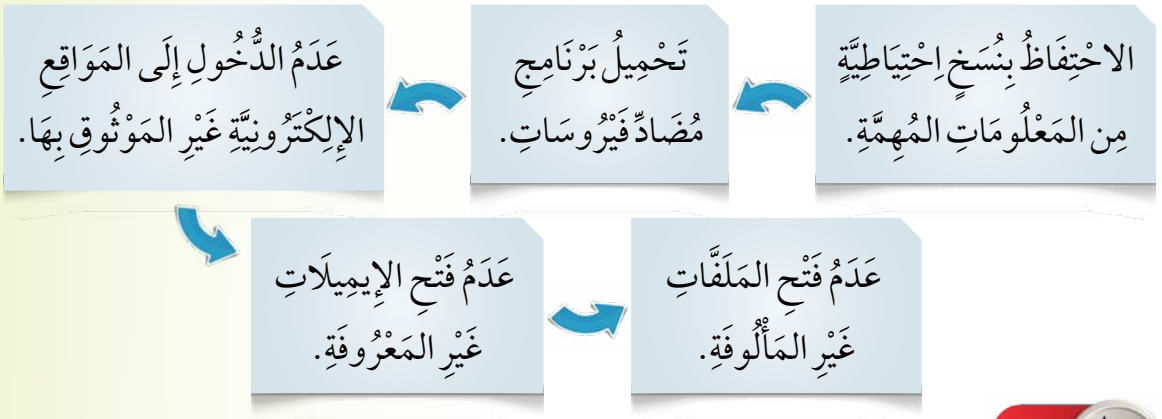 الاحْتِفَاظُ بِنُسَخٍ اِحْتِيَاطِيَّةٍ
مِن المَعْلُومَاتِ المُهِمَّةِ.
تَحْمِيلُ بَرْنَامِجِ
مُضَادِّ فَيْرُوسَاتِ.
عَدَمُ الدُّخُولِ إِلَى المَوَاقِعِ
الإِلِكْتَرُونِيَّةِ غَيْرِ المَوْثُوقِ بِهَا.
عَدَمُ فَتْحِ الإِيمِيلَاتِ
غَيْرِ المَعْرُوفَةِ.
عَدَمُ فَتْحِ المَلَفَّاتِ
غَيْرِ المَأْلُوفَةِ.